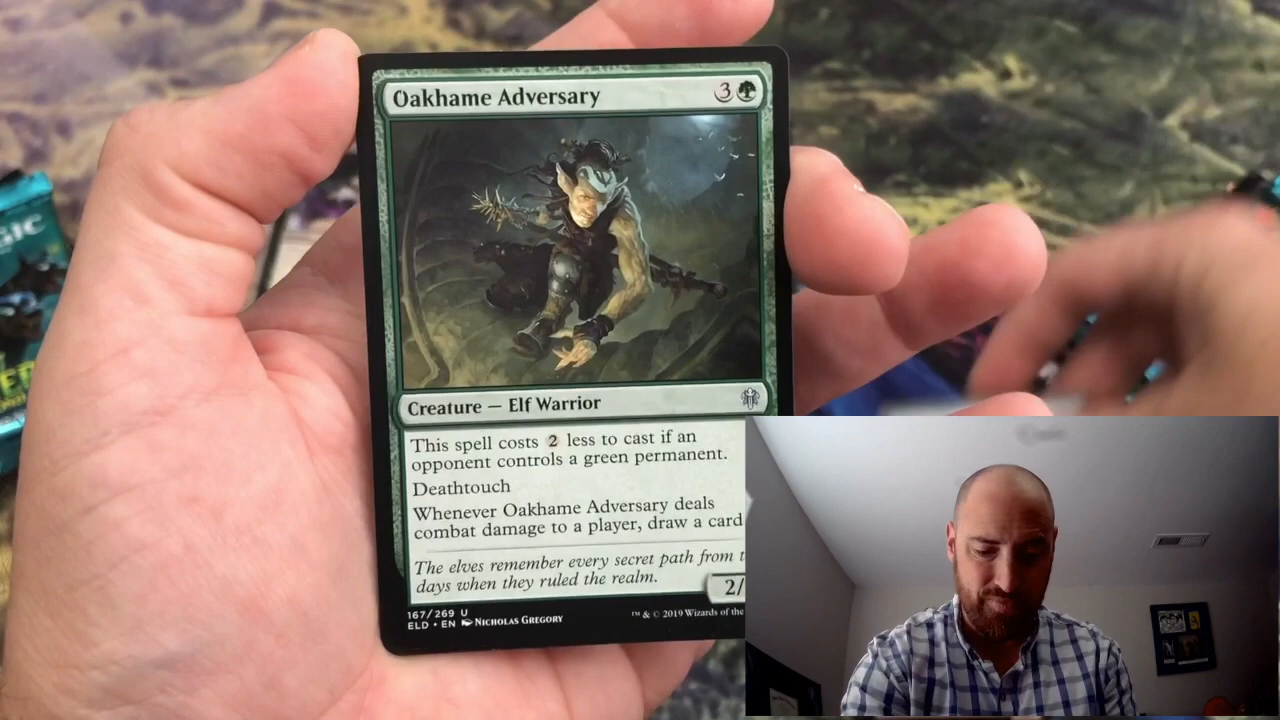 Oakhame Adversary 3
GIC
Creature — Elf Warrior
This spell costs 2 less to cast if an
opponent controls a green permanent.
Deathtouch
Whenever Oakhame Adversary deals
combat damage to a player, draw a card
The elves remember every secret path from t
days when they ruled the realm.
2/
167/269 U
ELD • EN Nicholas Gregory
™ & © 2019 Wizards of the